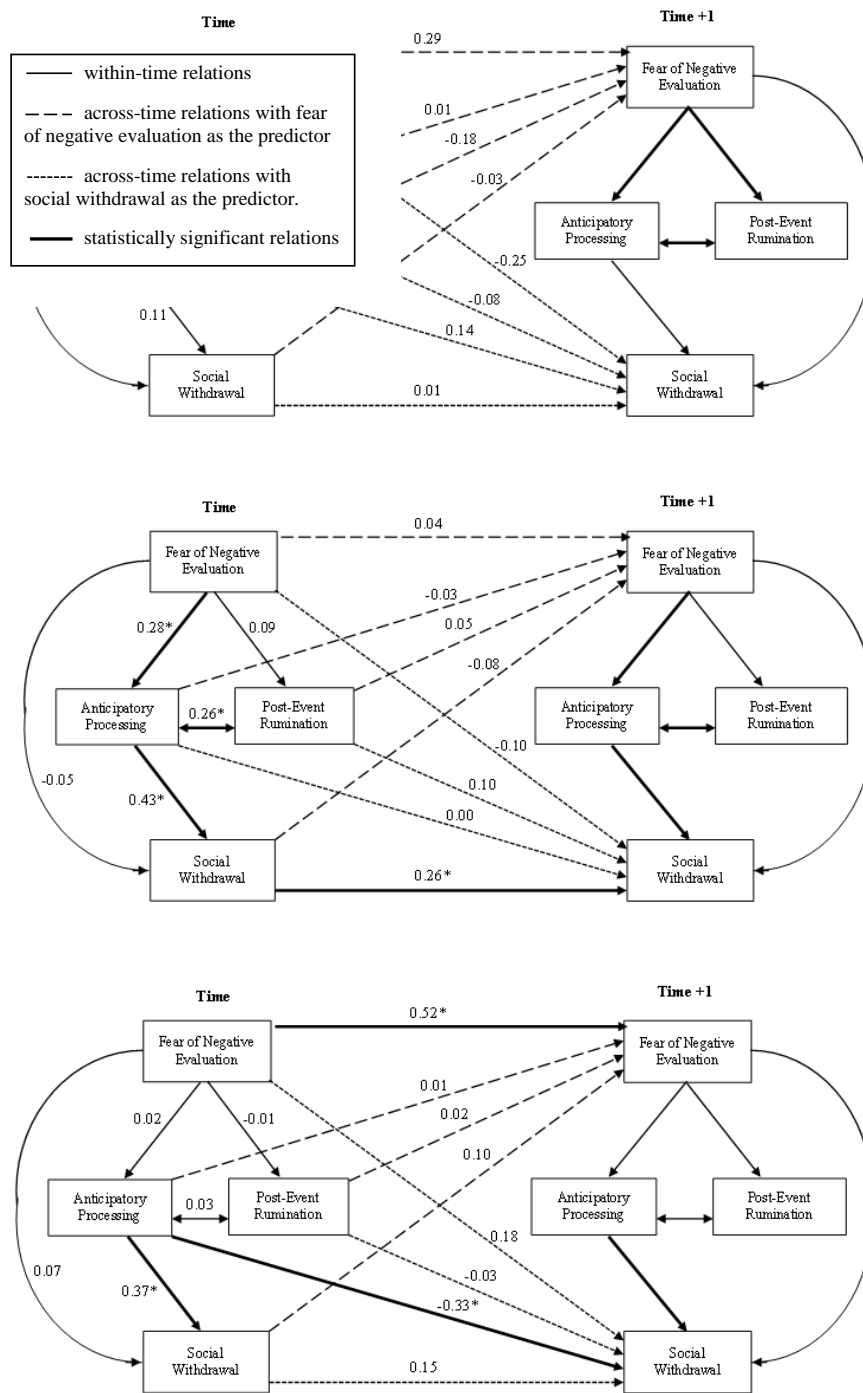 Time
Time +1
within-time relations
across-time relations with fear
of negative evaluation as the predictor
across-time relations with
social withdrawal as the predictor.
statistically significant relations
0.29
0.01
-0.18
-0.03
Fear of Negative
Evaluation
Anticipatory
Processing
Post-Event
Rumination
-0.25
-0.08
0.14
0.11
Social
Withdrawal
0.01
Social
Withdrawal
Time
Time +1
Fear of Negative
Evaluation
0.04
Fear of Negative
Evaluation
-0.03
0.05
-0.08
0.28*
0.09
Anticipatory
Processing
0.26*
Post-Event
Rumination
Anticipatory
Processing
Post-Event
Rumination
-0.10
0.10
0.00
-0.05
0.43*
Social
Withdrawal
0.26*
Social
Withdrawal
Time
Time +1
Fear of Negative
Evaluation
0.52*
Fear of Negative
Evaluation
0.01
0.02
0.10
0.02
-0.01
Anticipatory
Processing
0.03
Post-Event
Rumination
Anticipatory
Processing
Post-Event
Rumination
0.18
-0.03
-0.33*
0.07
0.37*
Social
Withdrawal
0.15
Social
Withdrawal